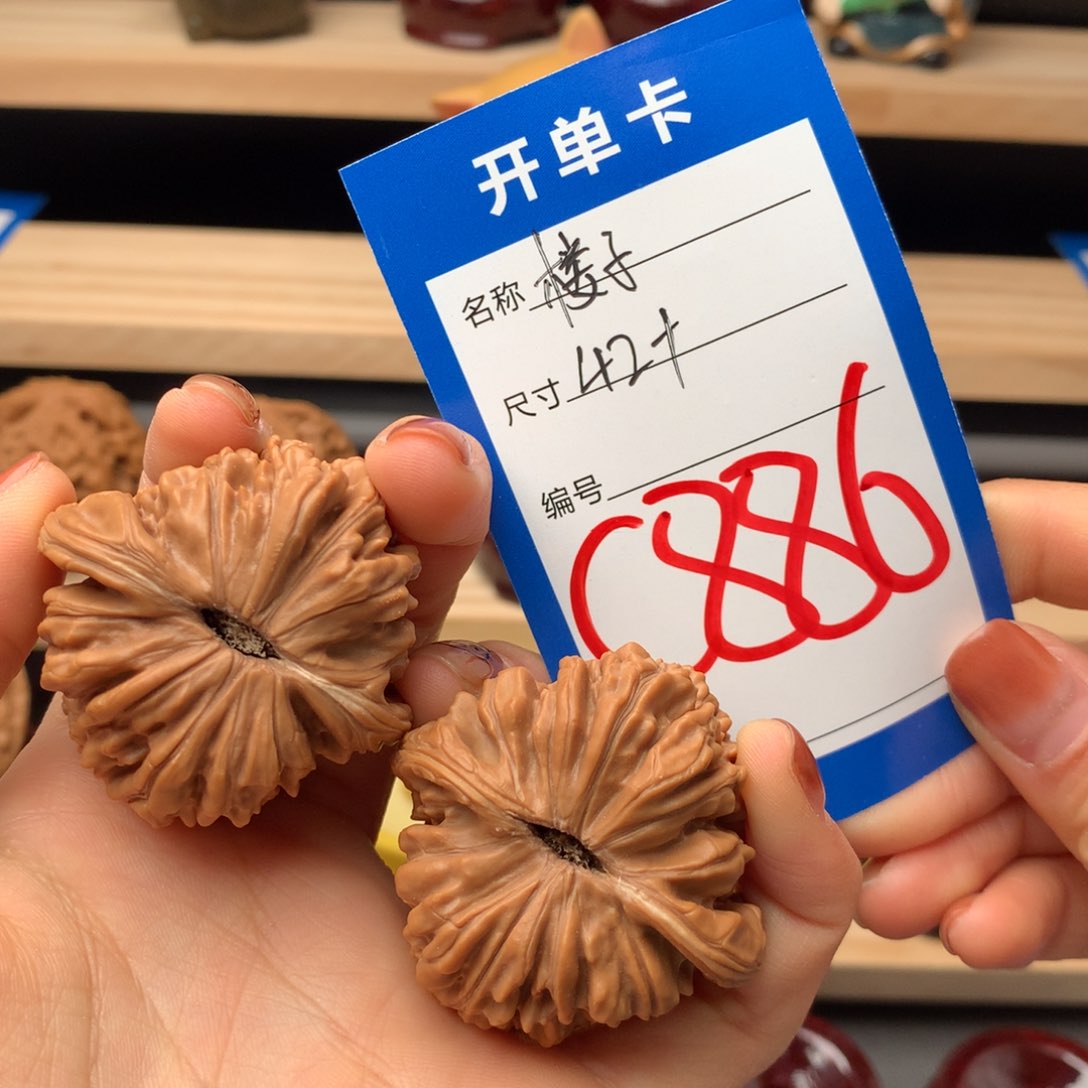 开单卡
名称 楼子
尺寸 42+
编号 C886